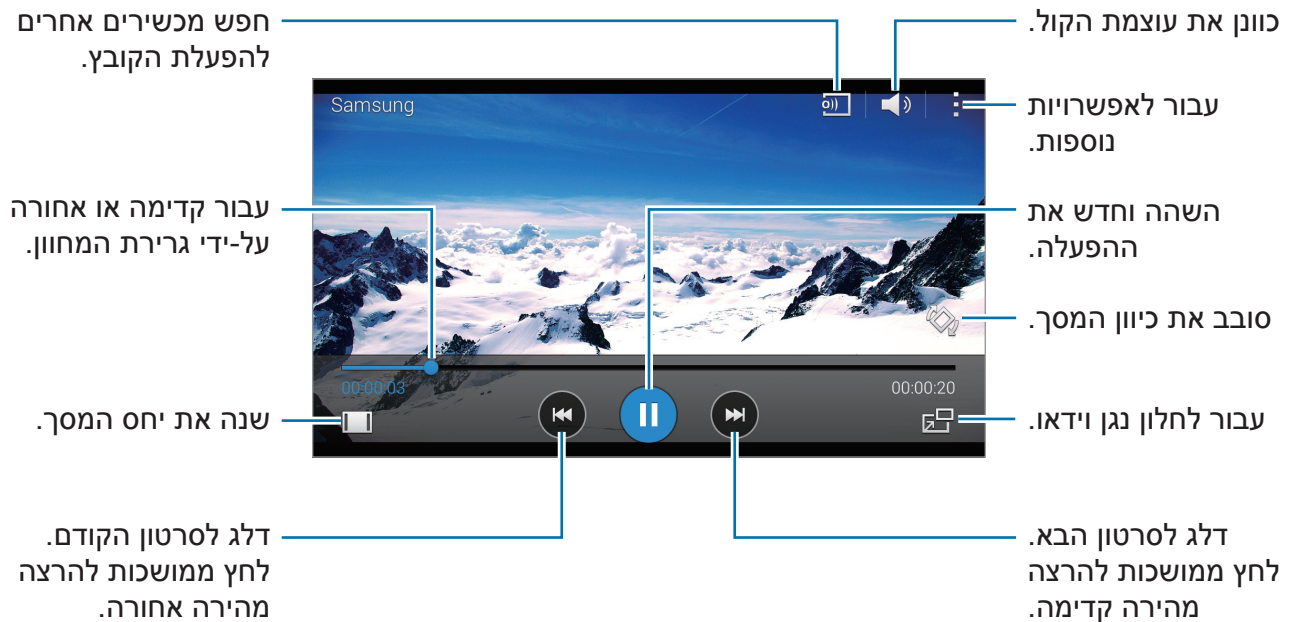 חפש מכשירים אחרים
להפעלת הקובץ.
כוונן את עוצמת הקול.
Samsung
עבור לאפשרויות
נוספות.
עבור קדימה או אחורה
על-ידי גרירת המחוון.
השהה וחדש את
ההפעלה.
סובב את כיוון המסך.
00:00:03
00:00:20
שנה את יחס המסך.
עבור לחלון נגן וידאו.
דלג לסרטון הקודם.
לחץ ממושכות להרצה
מהירה אחורה.
דלג לסרטון הבא.
לחץ ממושכות להרצה
מהירה קדימה.